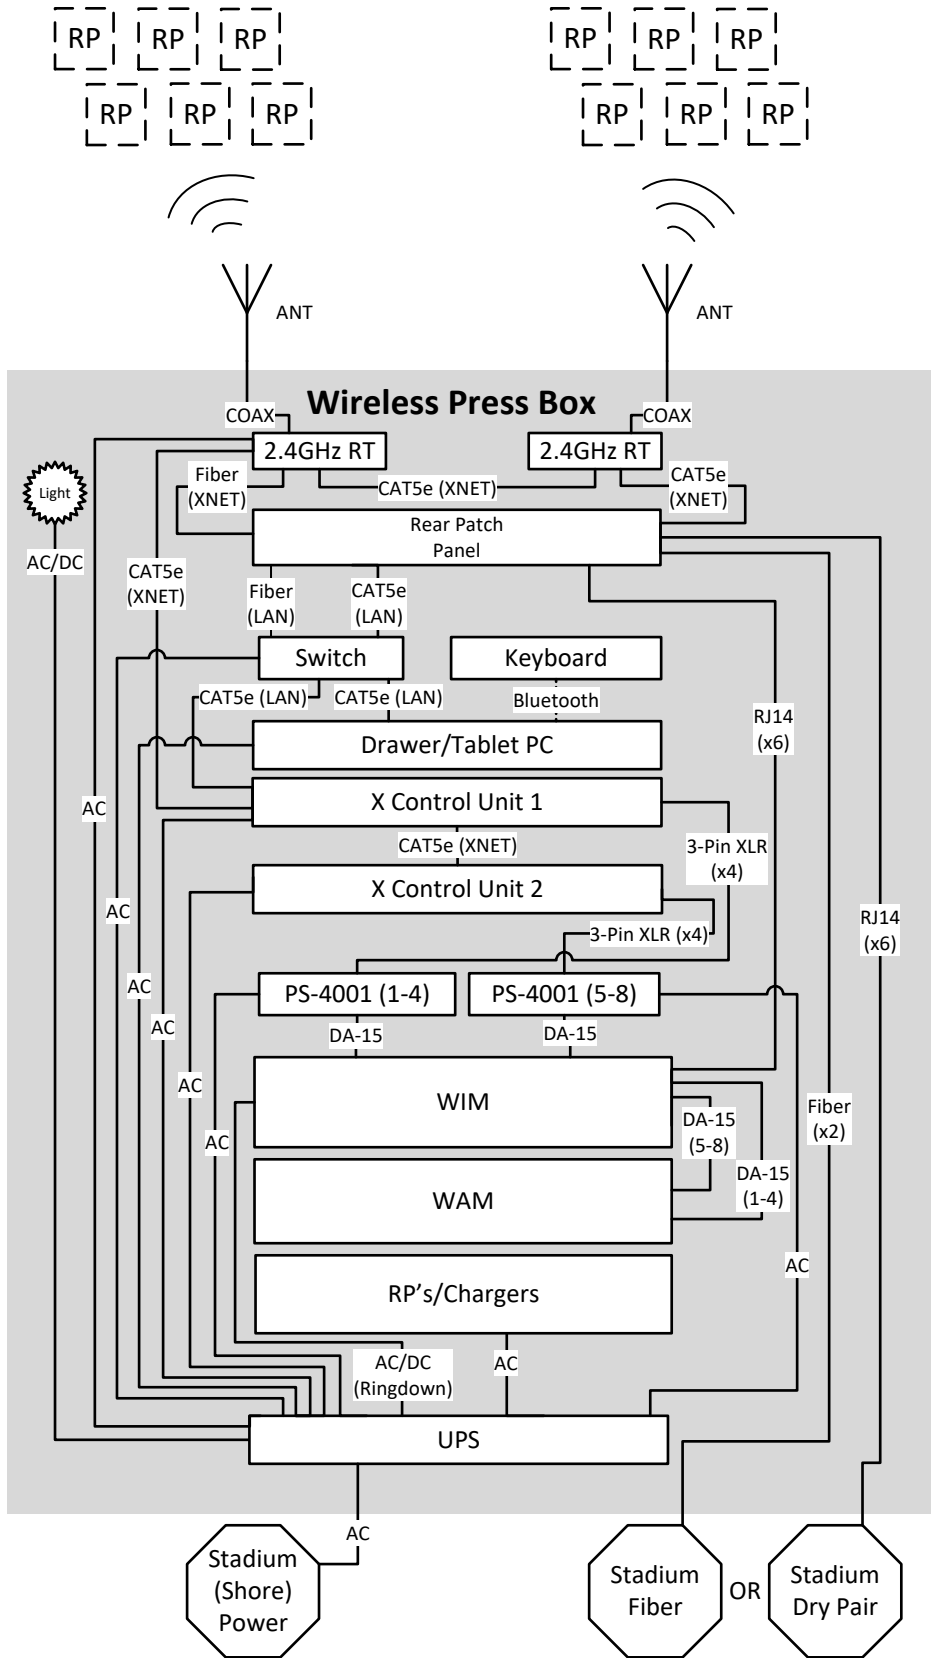 RP RP RP RP RP RP
RP RP RP RP RP RP
ANT ANT
Wireless Press Box
COAX COAX
2.4GHz RT 2.4GHz RT
Fiber
(XNET)
CAT5e (XNET)
CAT5e
(XNET)
Light
Rear Patch
Panel
AC/DC
CAT5e
(XNET)
Fiber
(LAN)
CAT5e
(LAN)
Switch Keyboard
CAT5e (LAN) CAT5e (LAN) Bluetooth
RJ14
(x6)
Drawer/Tablet PC
AC
X Control Unit 1
CAT5e (XNET)
3-Pin XLR
(x4)
X Control Unit 2
AC
RJ14
(x6)
3-Pin XLR (x4)
AC
PS-4001 (1-4) PS-4001 (5-8)
AC
DA-15 DA-15
AC
WIM
Fiber
(x2)
DA-15
(5-8)
AC
DA-15
(1-4)
WAM
AC
RP's/Chargers
AC/DC
(Ringdown)
AC
UPS
AC
Stadium
(Shore)
Power
Stadium
Fiber
OR
Stadium
Dry Pair